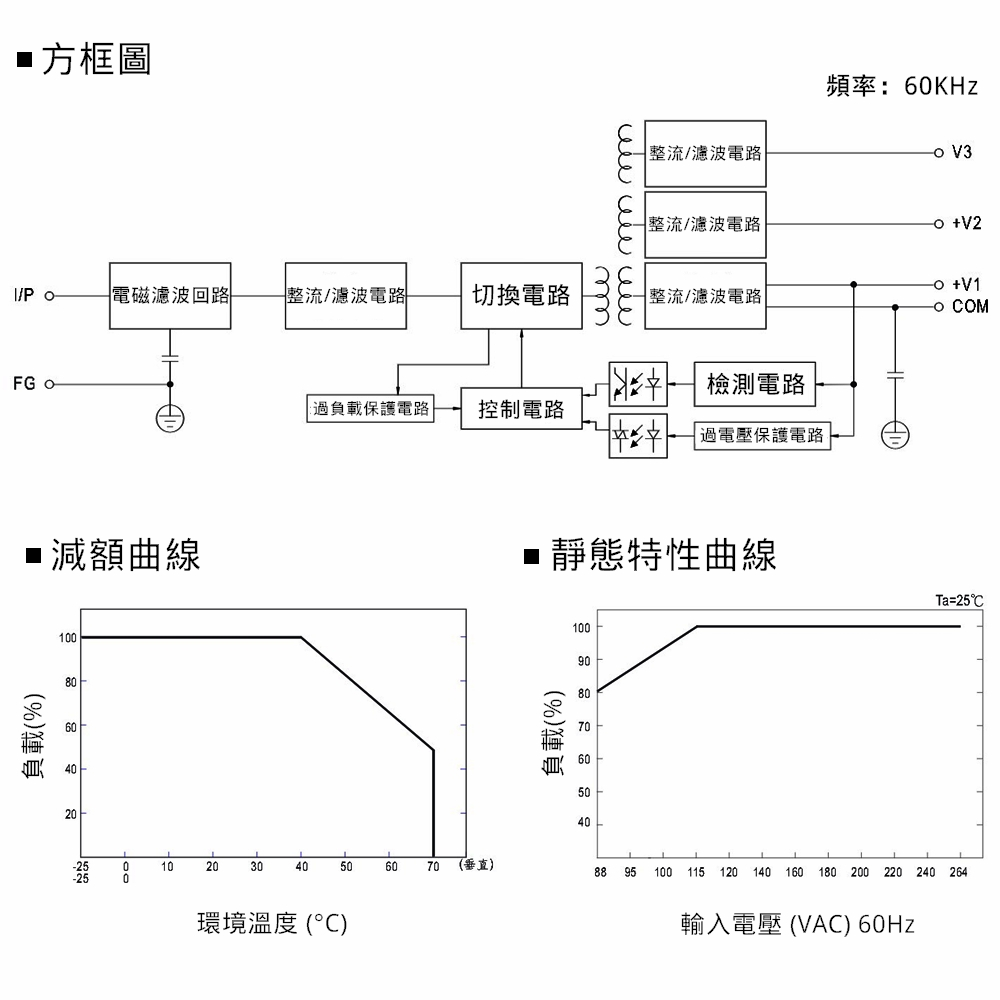 ■ 方框圖
頻率：60KHz
整流/濾波電路
V3
整流/濾波電路
+V2
I/P
電磁濾波回路
整流/濾波電路
切換電路
整流/濾波電路
+V1
COM
FG
過負載保護電路
控制電路
檢測電路
過電壓保護電路
■ 減額曲線
■ 靜態特性曲線
Ta=25℃
負載(%)
100
80
60
40
20
-25 0 10 20 30 40 50 60 70 (垂直)
-25 0
環境溫度 (°C)
負載(%)
100
90
80
70
60
50
40
88 95 100 115 120 140 160 180 200 220 240 264
輸入電壓 (VAC) 60Hz